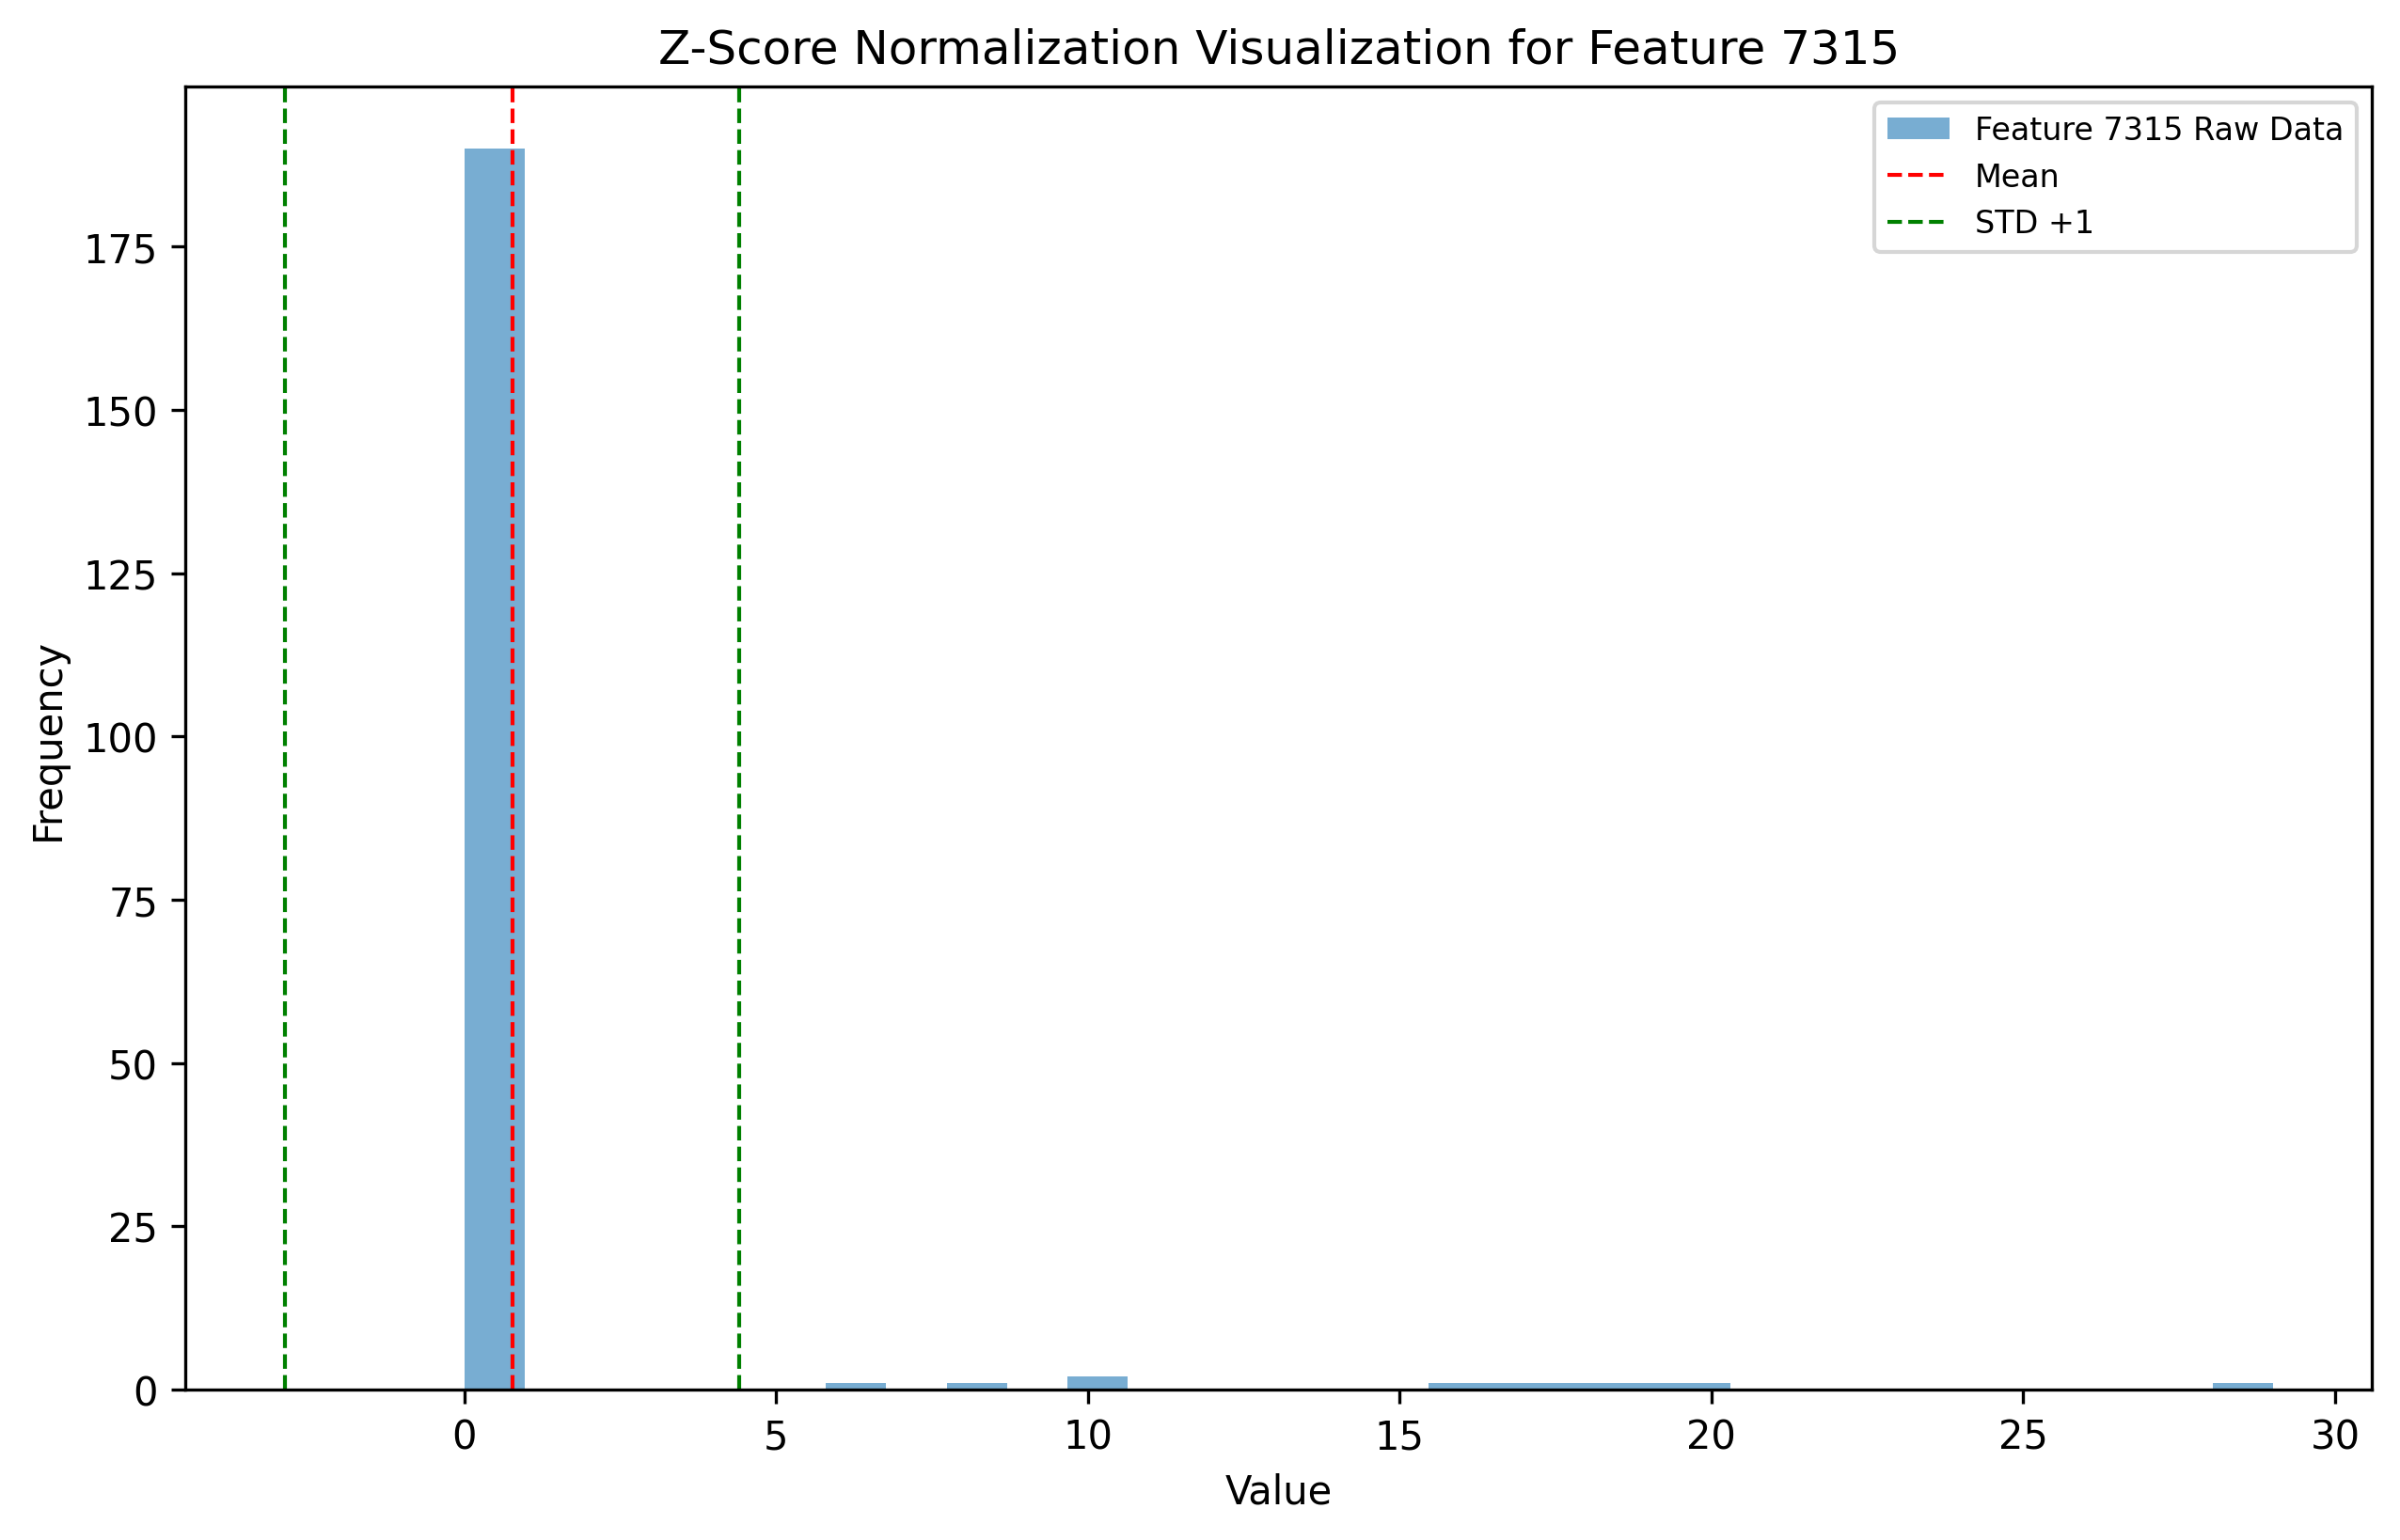 Z-Score Normalization Visualization for Feature 7315
Feature 7315 Raw Data
Mean
STD +1
175
150
125
100
75
50
25
0
Frequency
0 5 10 15 20 25 30
Value